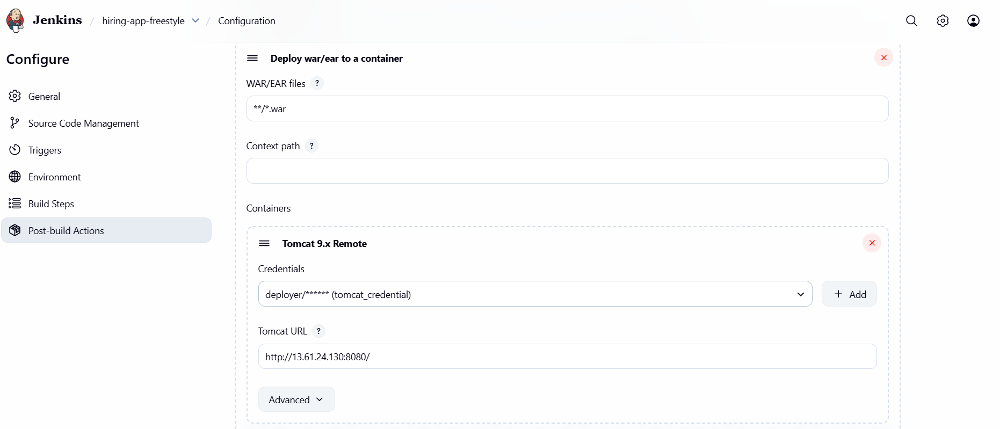 Jenkins / hiring-app-freestyle / Configuration
Configure
General
Source Code Management
Triggers
Environment
Build Steps
Post-build Actions
Deploy war/ear to a container
WAR/EAR files ?
**/*.war
Context path ?
Containers
Tomcat 9.x Remote
Credentials
deployer/****** (tomcat_credential)
+ Add
Tomcat URL ?
http://13.61.24.130:8080/
Advanced